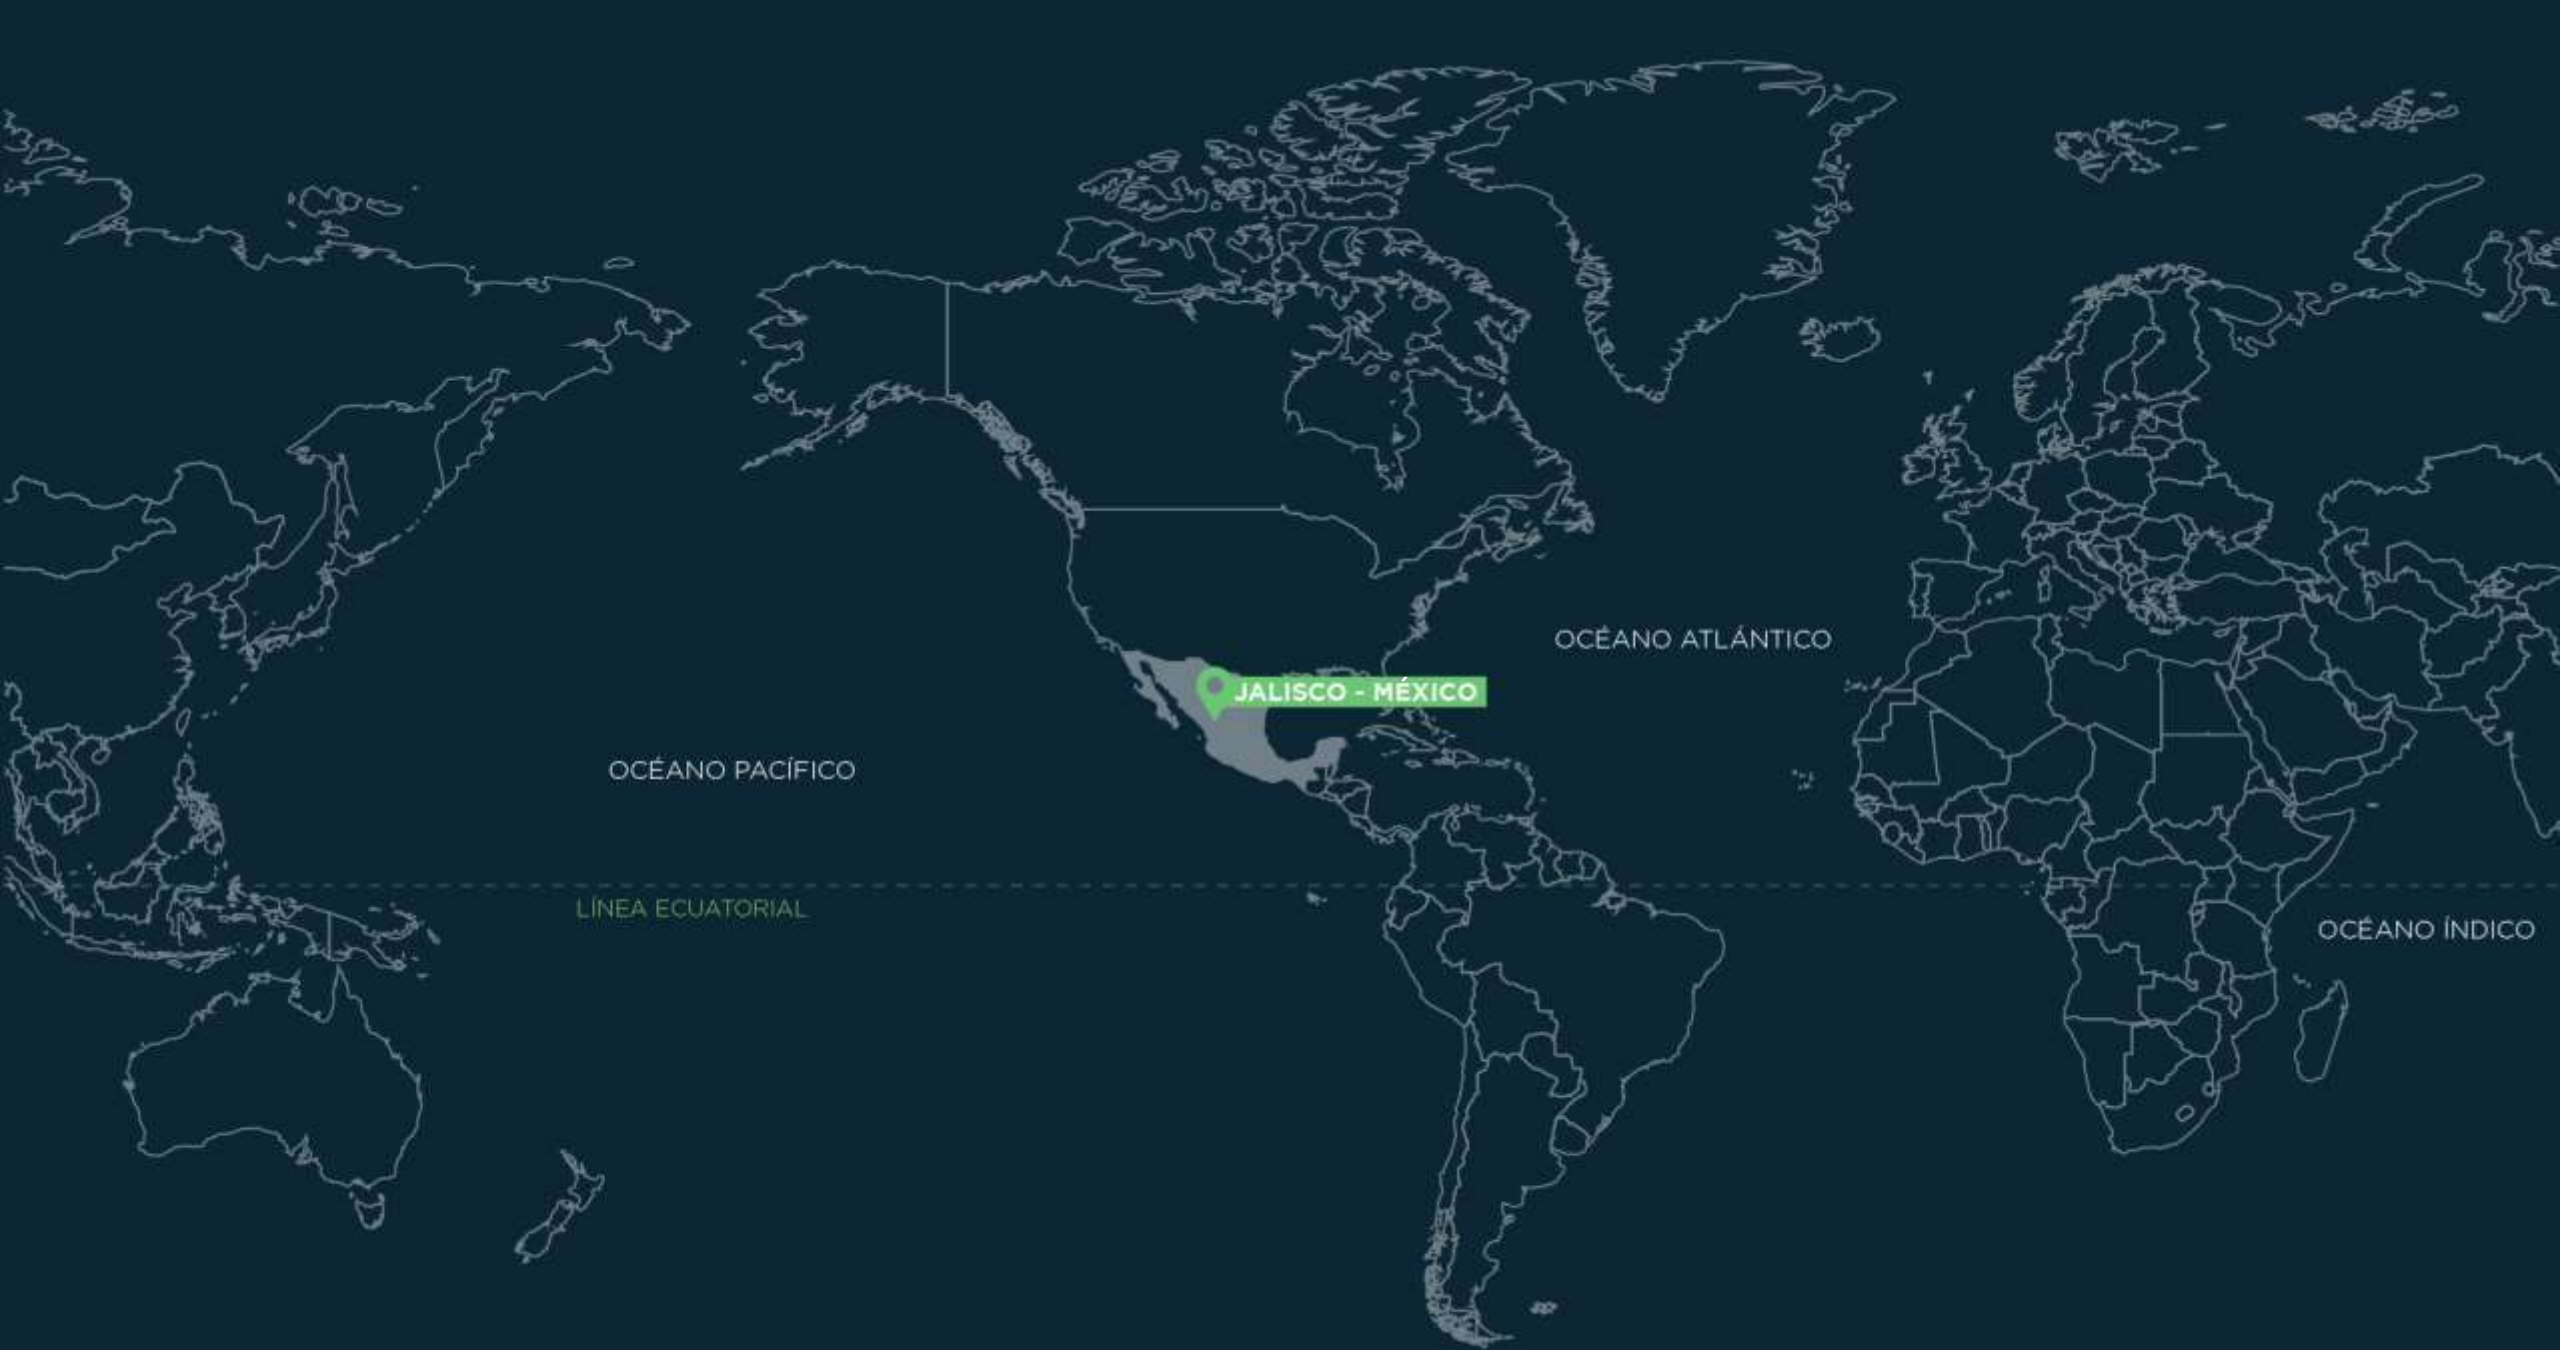 OCÉANO ATLÁNTICO
JALISCO - MÉXICO
OCÉANO PACÍFICO
LÍNEA ECUATORIAL
OCÉANO ÍNDICO